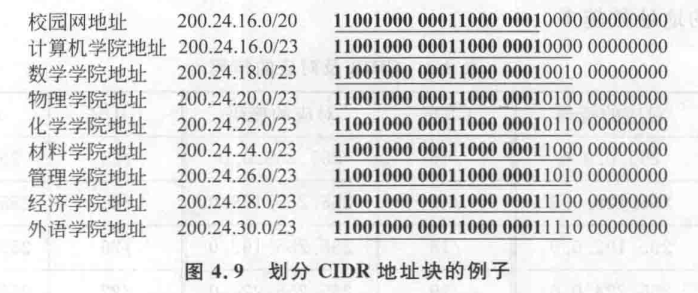 校园网地址 200.24.16.0/20 11001000 00011000 00010000 00000000
计算机学院地址 200.24.16.0/23 11001000 00011000 00010000 00000000
数学学院地址 200.24.18.0/23 11001000 00011000 00010010 00000000
物理学院地址 200.24.20.0/23 11001000 00011000 00010100 00000000
化学学院地址 200.24.22.0/23 11001000 00011000 00010110 00000000
材料学院地址 200.24.24.0/23 11001000 00011000 00011000 00000000
管理学院地址 200.24.26.0/23 11001000 00011000 00011010 00000000
经济学院地址 200.24.28.0/23 11001000 00011000 00011100 00000000
外语学院地址 200.24.30.0/23 11001000 00011000 00011110 00000000
图 4.9 划分 CIDR 地址块的例子